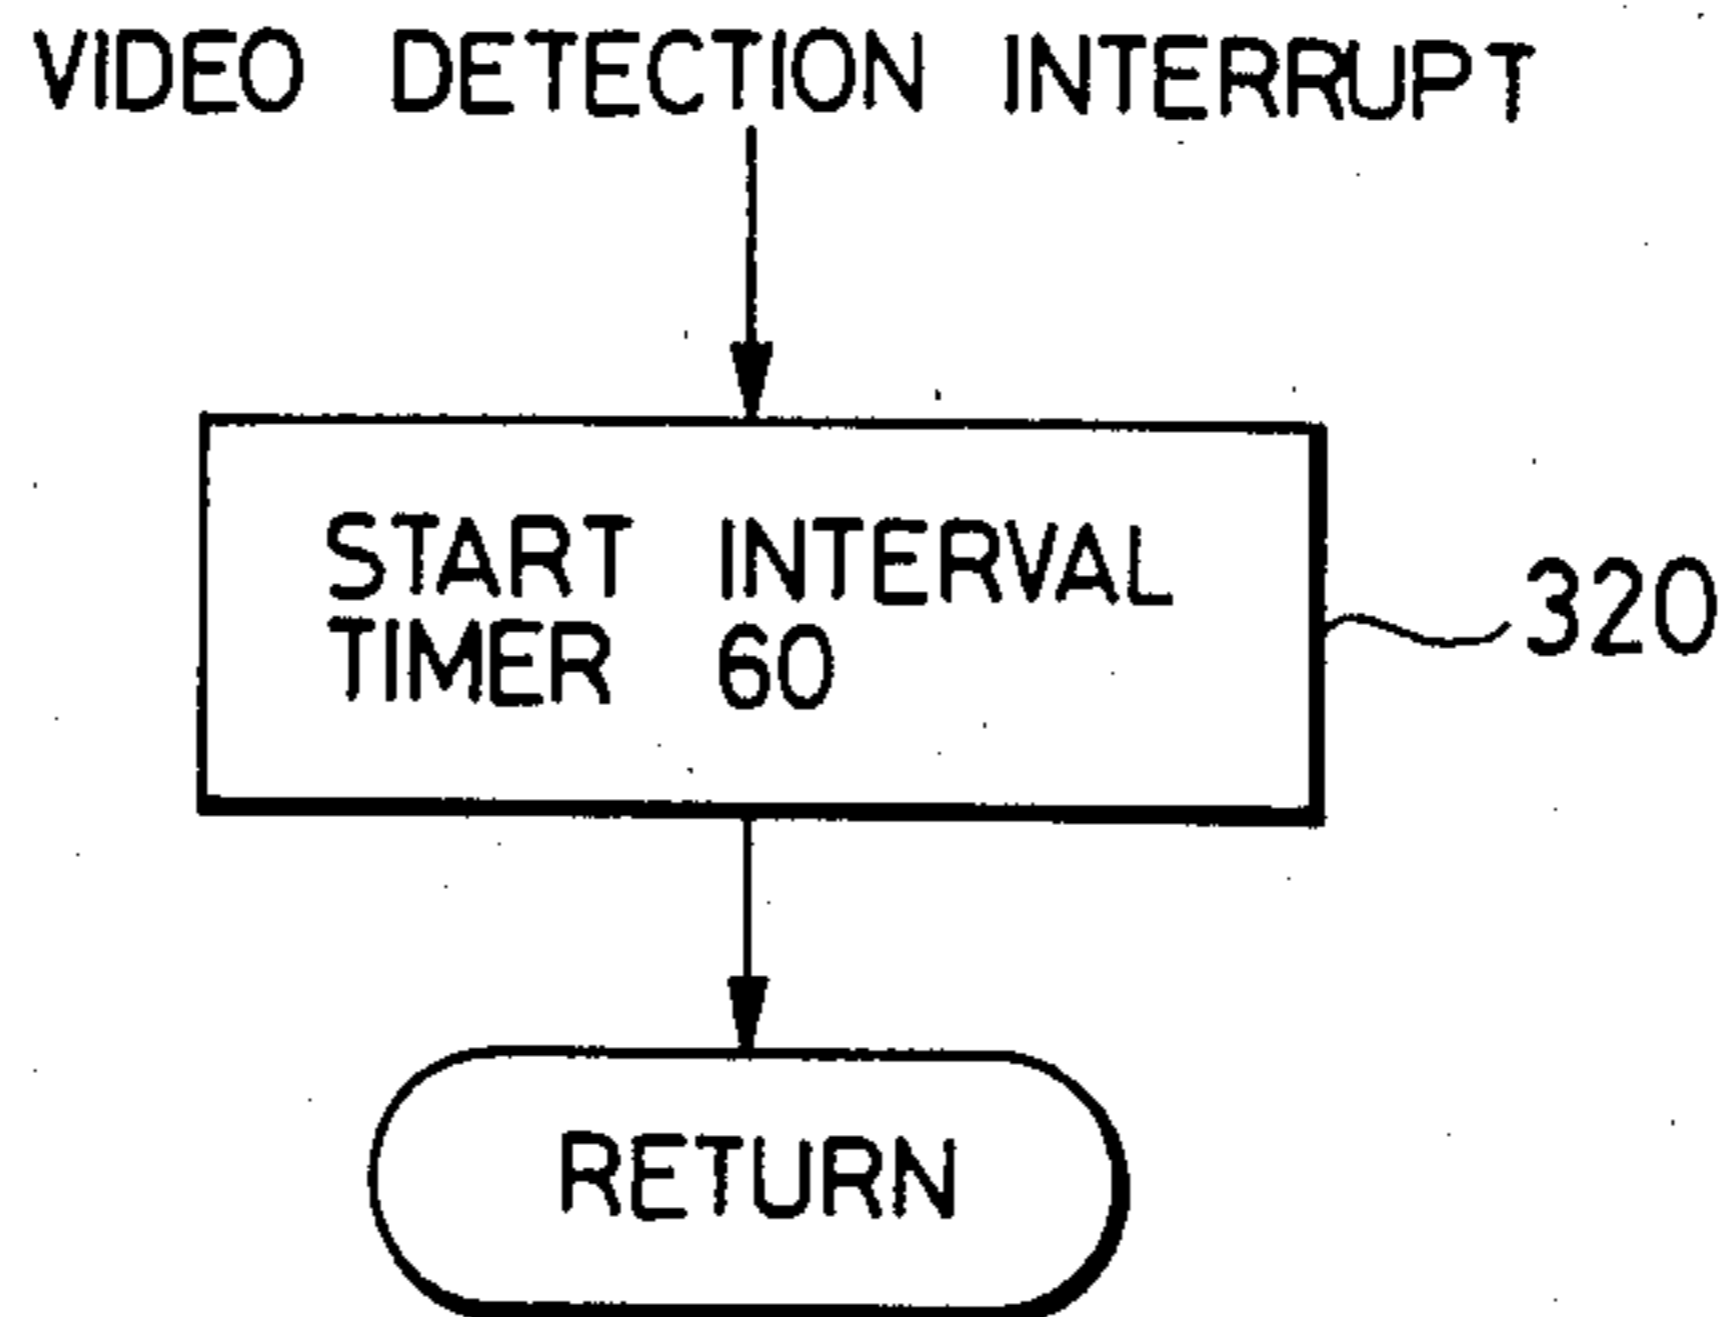 VIDEO DETECTION INTERRUPT
START INTERVAL
TIMER 60
320
RETURN